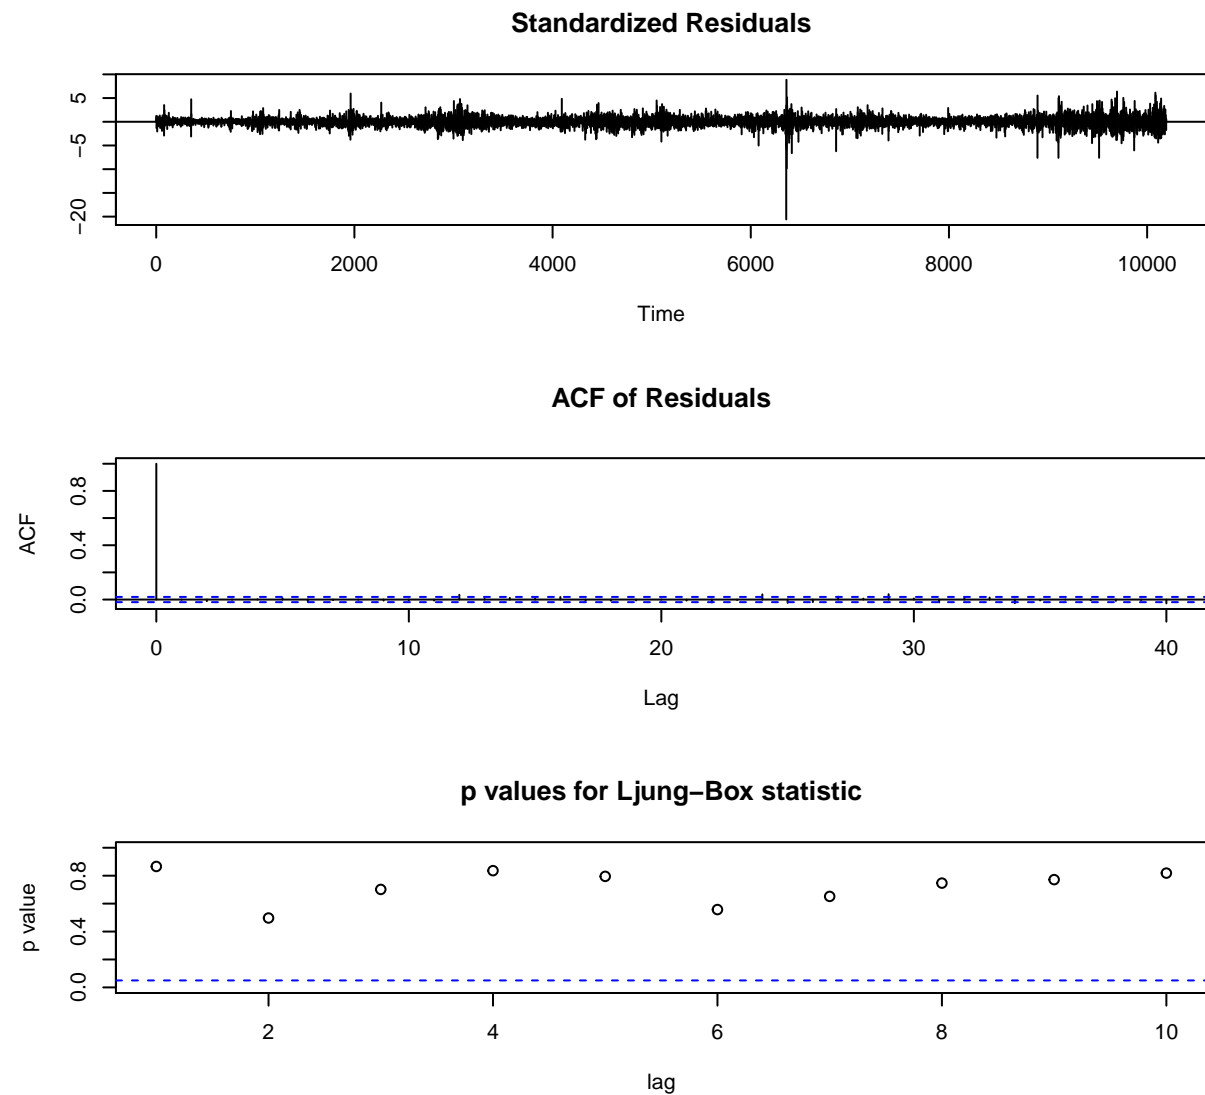 Standardized Residuals
5
−5
−20
0 2000 4000 6000 8000 10000
Time
ACF of Residuals
ACF
0.8
0.4
0.0
0 10 20 30 40
Lag
p values for Ljung−Box statistic
p value
0.8
0.4
0.0
2 4 6 8 10
lag